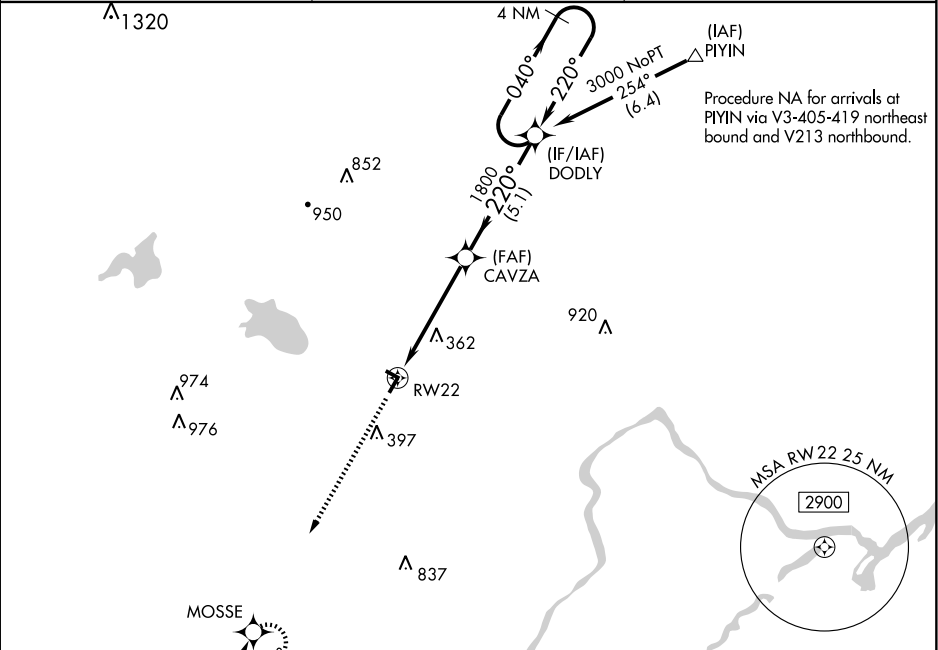 1320
4 NM
(IAF)
PIYIN
040°
220°
3000 NoPT
254°
(6.4)
Procedure NA for arrivals at
PIYIN via V3-405-419 northeast
bound and V213 northbound.
(IF/IAF)
DODLY
852
950
1800
220°
(5.1)
(FAF)
CAVZA
920
362
RW22
974
976
397
MSA RW 22 25 NM
2900
837
MOSSE